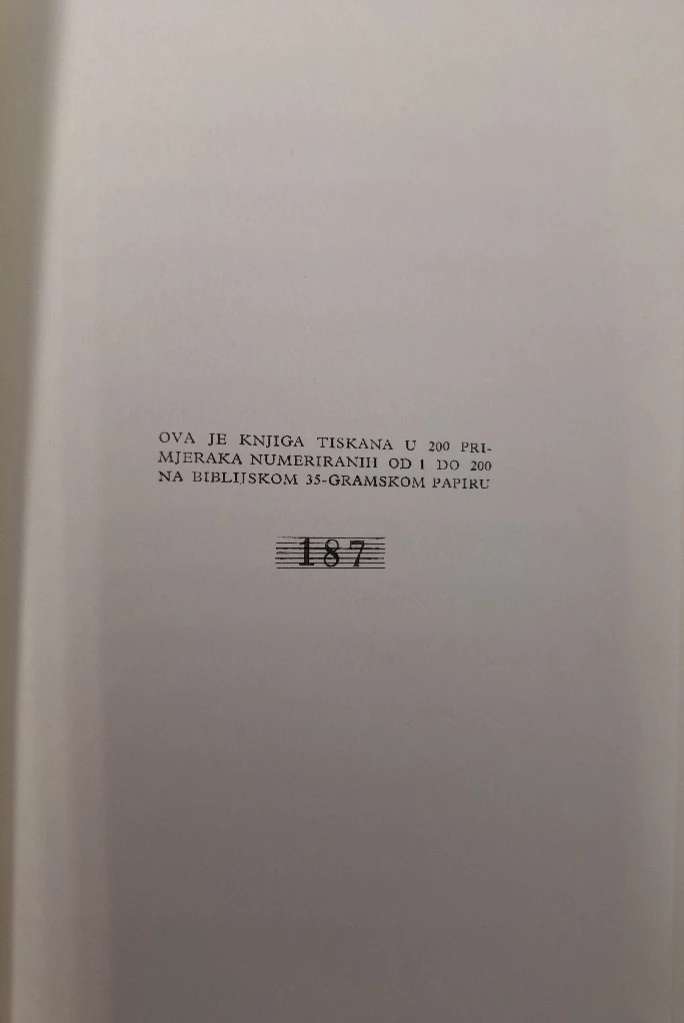 OVA JE KNJIGA TISKANA U 200 PRI-
MJERAKA NUMERIRANIH OD 1 DO 200
NA BIBLIJSKOM 35-GRAMSKOM PAPIRU
187